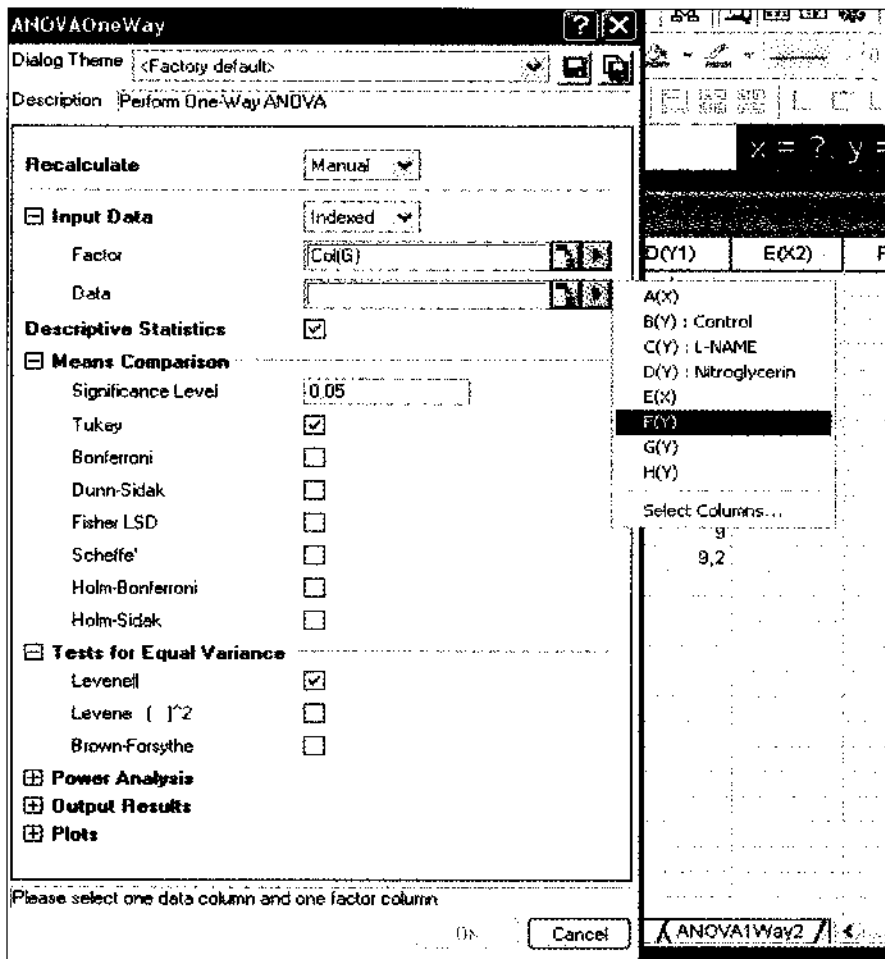 ANOVAOneWay
Dialog Theme <Factory default>
Description Perform One-Way ANOVA
Recalculate Manual
Input Data Indexed
Factor Col(G)
Data
Descriptive Statistics
Means Comparison
Significance Level 0,05
Tukey
Bonferroni
Dunn-Sidak
Fisher LSD
Scheffe'
Holm-Bonferroni
Holm-Sidak
Tests for Equal Variance
Levene||
Levene ( )^2
Brown-Forsythe
Power Analysis
Output Results
Plots
Please select one data column and one factor column
OK Cancel
x = ?, y =
D(Y1) E(X2) F
A(X)
B(Y) : Control
C(Y) : L-NAME
D(Y) : Nitroglycerin
E(X)
F(Y)
G(Y)
H(Y)
Select Columns...
9
9,2
ANOVA1Way2